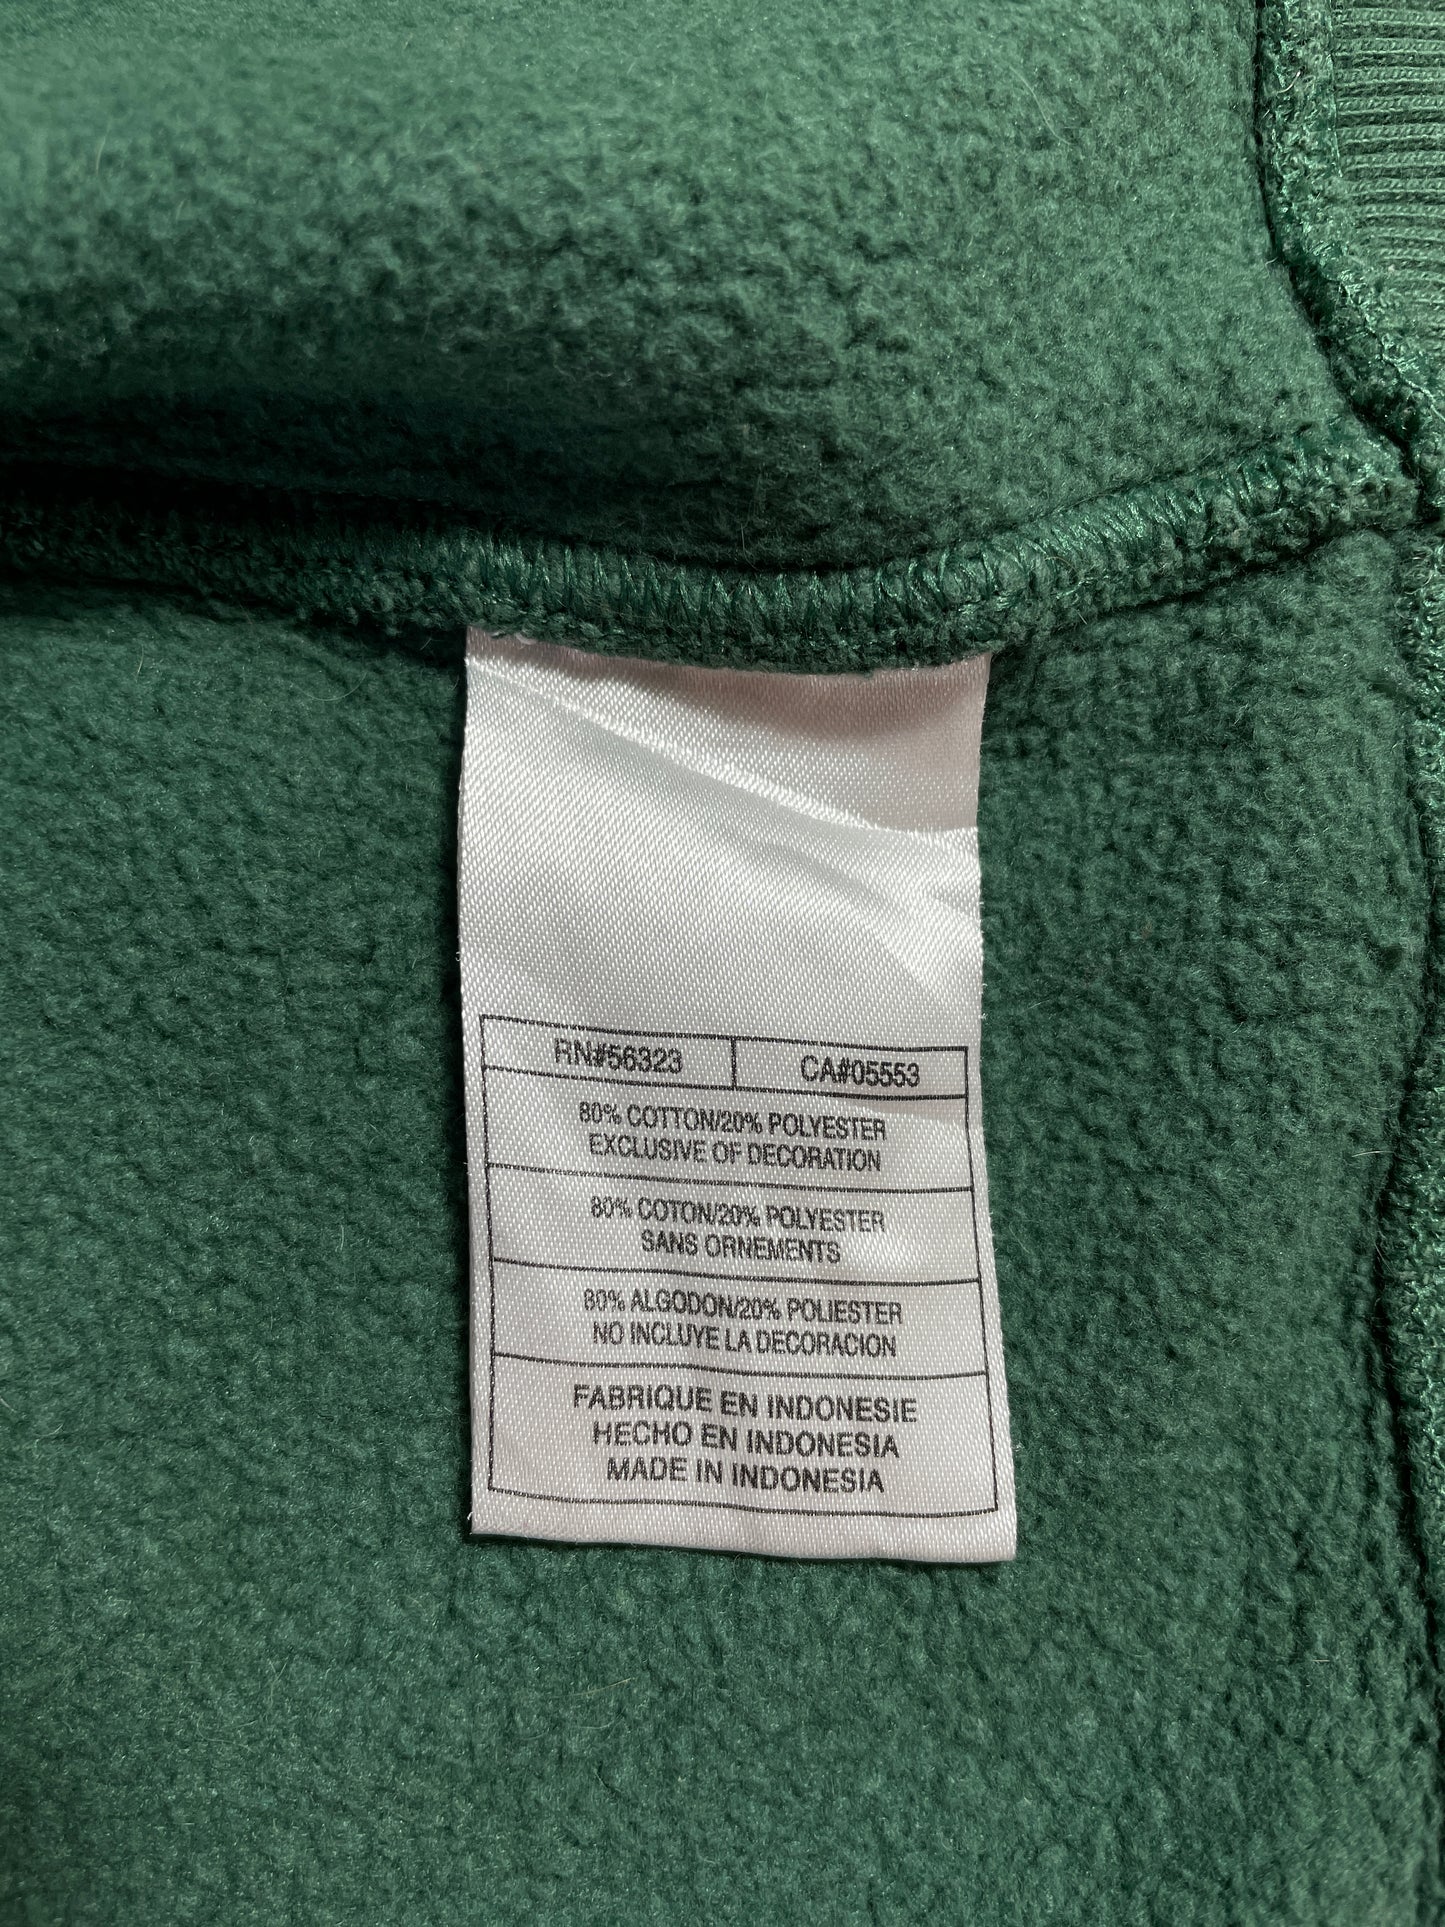 RN#56323 CA#05553
80% COTTON/20% POLYESTER
EXCLUSIVE OF DECORATION
80% COTON/20% POLYESTER
SANS ORNEMENTS
80% ALGODON/20% POLIESTER
NO INCLUYE LA DECORACION
FABRIQUE EN INDONESIE
HECHO EN INDONESIA
MADE IN INDONESIA